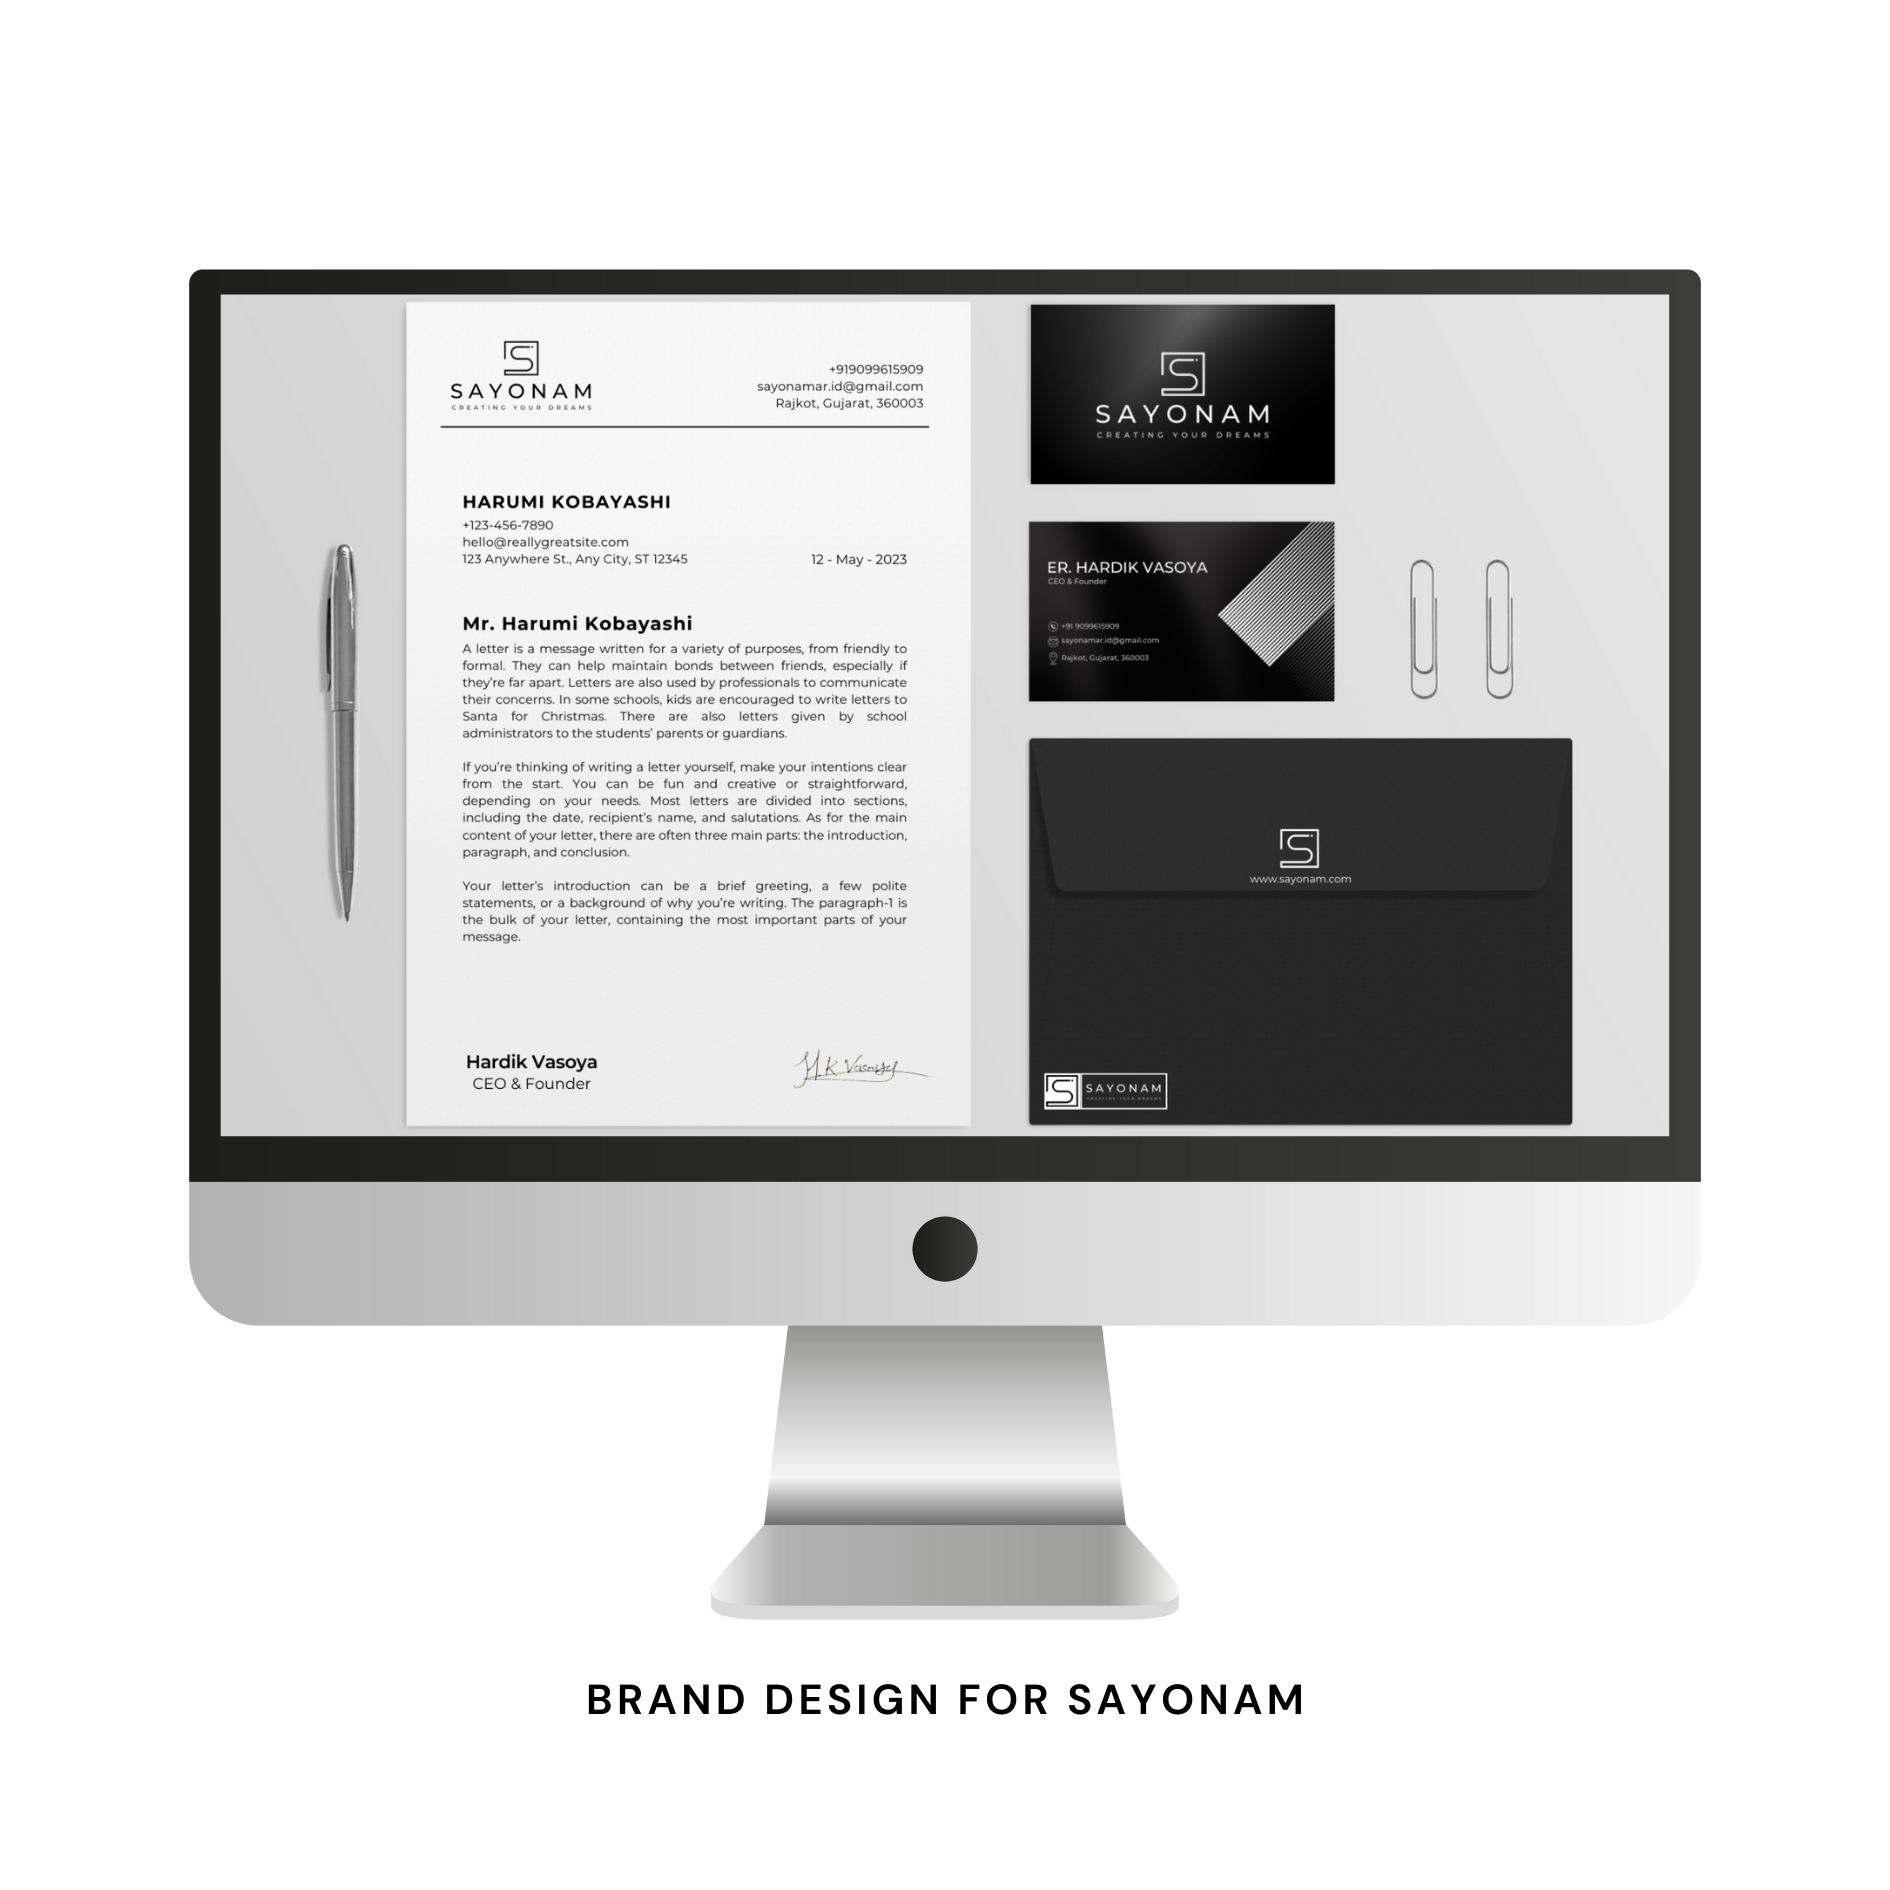 SAYONAM
CREATING YOUR DREAMS
+919099615909
sayonamar.id@gmail.com
Rajkot, Gujarat, 360003
HARUMI KOBAYASHI
+123-456-7890
hello@reallygreatsite.com
123 Anywhere St., Any City, ST 12345
12 - May - 2023
Mr. Harumi Kobayashi
A letter is a message written for a variety of purposes, from friendly to
formal. They can help maintain bonds between friends, especially if
they're far apart. Letters are also used by professionals to communicate
their concerns. In some schools, kids are encouraged to write letters to
Santa for Christmas. There are also letters given by school
administrators to the students' parents or guardians.
If you're thinking of writing a letter yourself, make your intentions clear
from the start. You can be fun and creative or straightforward,
depending on your needs. Most letters are divided into sections,
including the date, recipient's name, and salutations. As for the main
content of your letter, there are often three main parts: the introduction,
paragraph, and conclusion.
Your letter's introduction can be a brief greeting, a few polite
statements, or a background of why you're writing. The paragraph-1 is
the bulk of your letter, containing the most important parts of your
message.
Hardik Vasoya
CEO & Founder
H.K Vasoya
SAYONAM
CREATING YOUR DREAMS
ER. HARDIK VASOYA
CEO & Founder
+91 9099615909
sayonamar.id@gmail.com
Rajkot, Gujarat, 360003
www.sayonam.com
SAYONAM
CREATING YOUR DREAMS
BRAND DESIGN FOR SAYONAM